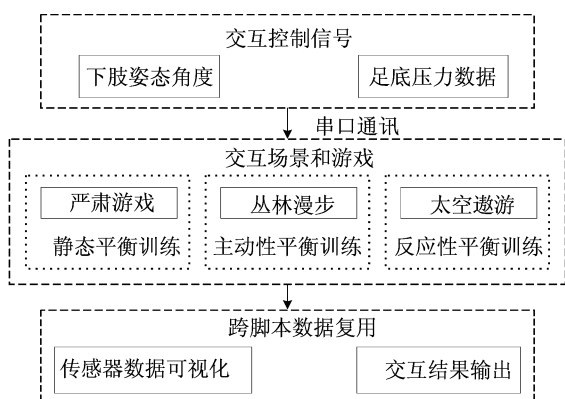 交互控制信号
下肢姿态角度
足底压力数据
串口通讯
交互场景和游戏
严肃游戏
丛林漫步
太空遨游
静态平衡训练
主动性平衡训练
反应性平衡训练
跨脚本数据复用
传感器数据可视化
交互结果输出